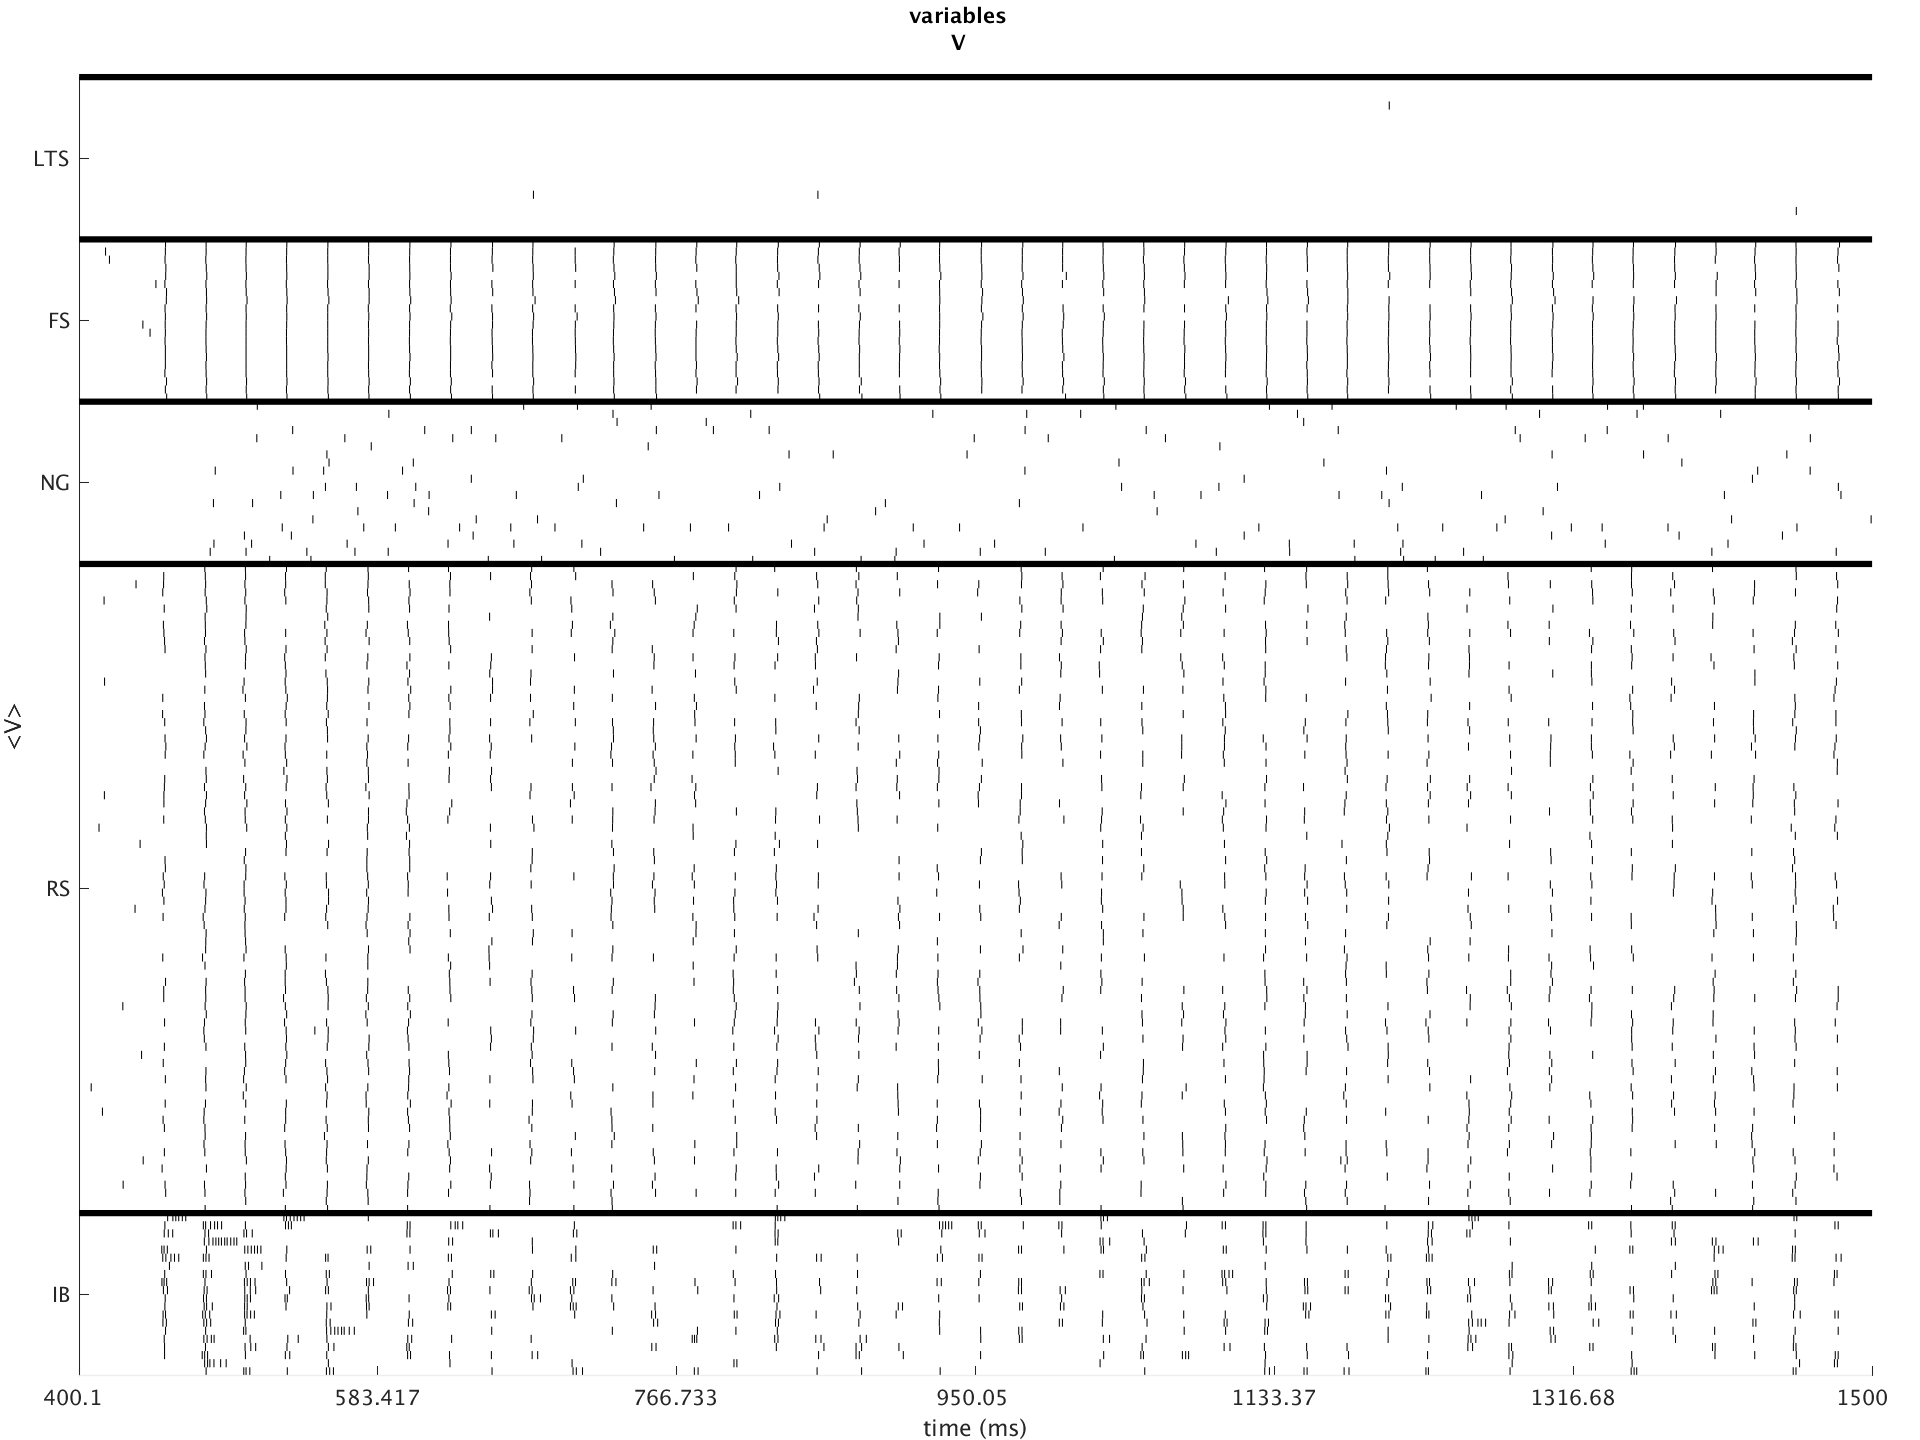 variables
V
LTS
FS
NG
RS
IB
<V>
400.1 583.417 766.733 950.05 1133.37 1316.68 1500
time (ms)